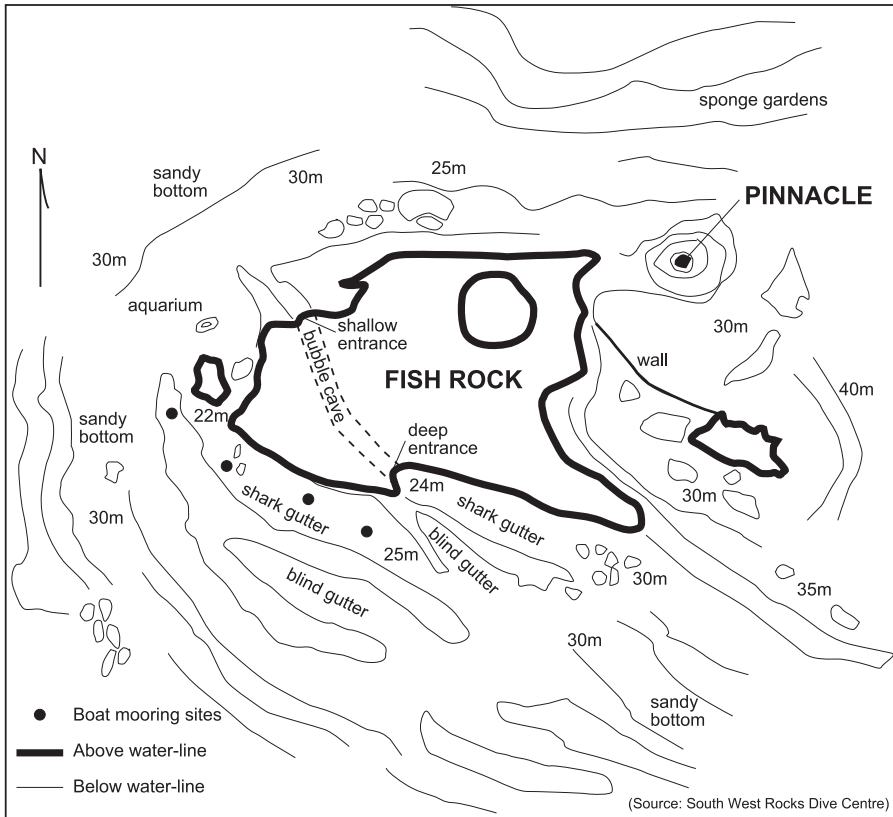 sponge gardens
N
sandy
bottom
30m
25m
PINNACLE
30m
aquarium
shallow
entrance
30m
bubble cave
wall
FISH ROCK
40m
22m
sandy
bottom
deep
entrance
24m
30m
shark gutter
shark gutter
30m
25m
blind gutter
blind gutter
30m
35m
30m
sandy
bottom
Boat mooring sites
Above water-line
Below water-line
(Source: South West Rocks Dive Centre)